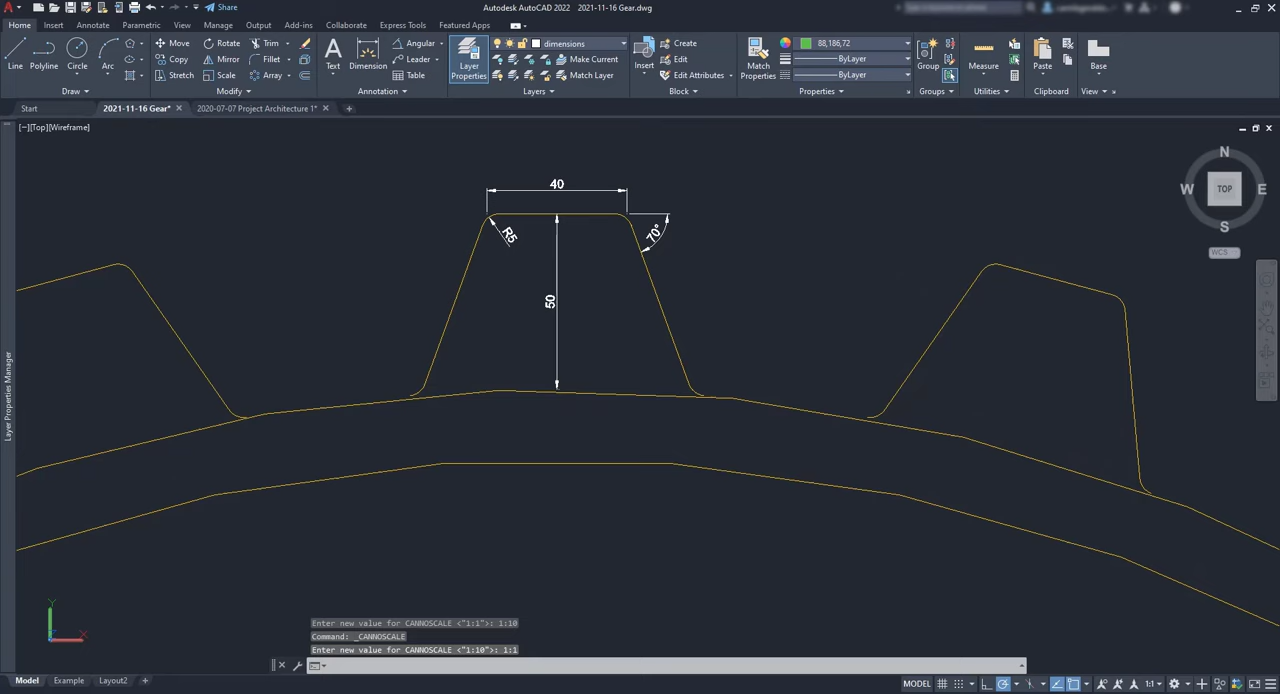 Share
Autodesk AutoCAD 2022 2021-11-16 Gear.dwg
Home Insert Annotate Parametric View Manage Output Add-ins Collaborate Express Tools Featured Apps
Line Polyline Circle Arc
Move Rotate Trim
Copy Mirror Fillet
Stretch Scale Array
Text Dimension
Angular
Leader
Table
Layer Properties
dimensions
Make Current
Match Layer
Insert
Create
Edit
Edit Attributes
Match Properties
88,186,72
ByLayer
ByLayer
Group Measure Paste Base
Draw Modify Annotation Layers Block Properties Groups Utilities Clipboard View
Start 2021-11-16 Gear* 2020-07-07 Project Architecture 1*
[−][Top][Wireframe]
N
W TOP E
S
WCS
40
R5
70°
50
Layer Properties Manager
Y
X
Enter new value for CANNOSCALE <"1:1">: 1:10
Command: _CANNOSCALE
Enter new value for CANNOSCALE <"1:10">: 1:1
Model Example Layout2
MODEL 1:1